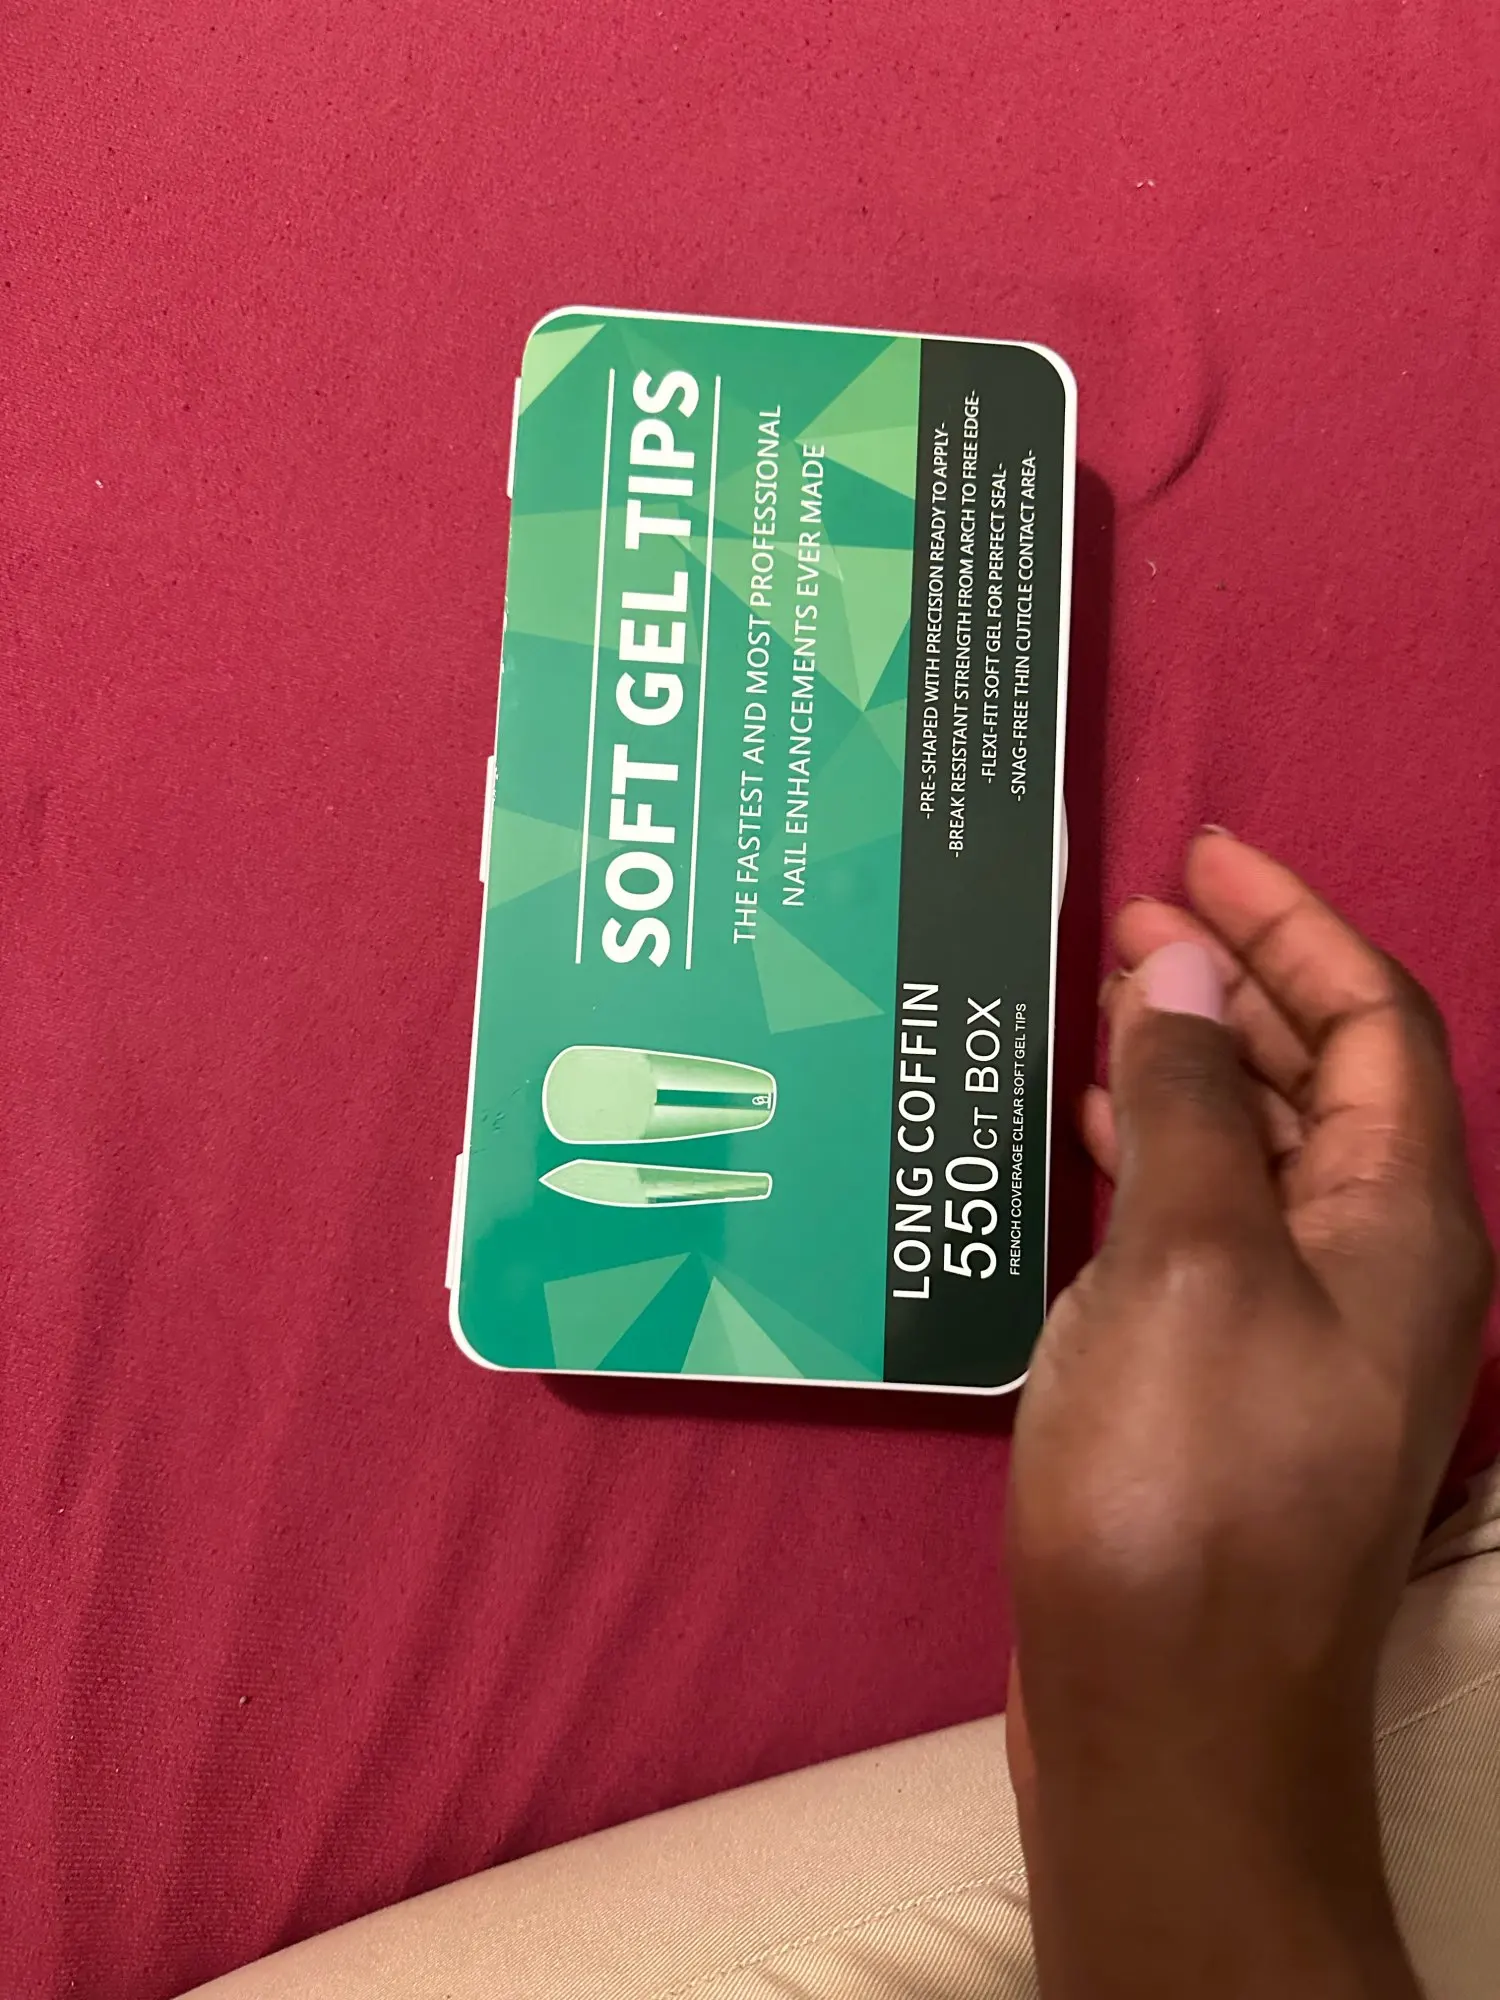 SOFT GEL TIPS
THE FASTEST AND MOST PROFESSIONAL
NAIL ENHANCEMENTS EVER MADE
LONG COFFIN
550CT BOX
FRENCH COVERAGE CLEAR SOFT GEL TIPS
-PRE-SHAPED WITH PRECISION READY TO APPLY-
-BREAK RESISTANT STRENGTH FROM ARCH TO FREE EDGE-
-FLEXI-FIT SOFT GEL FOR PERFECT SEAL-
-SNAG-FREE THIN CUTICLE CONTACT AREA-